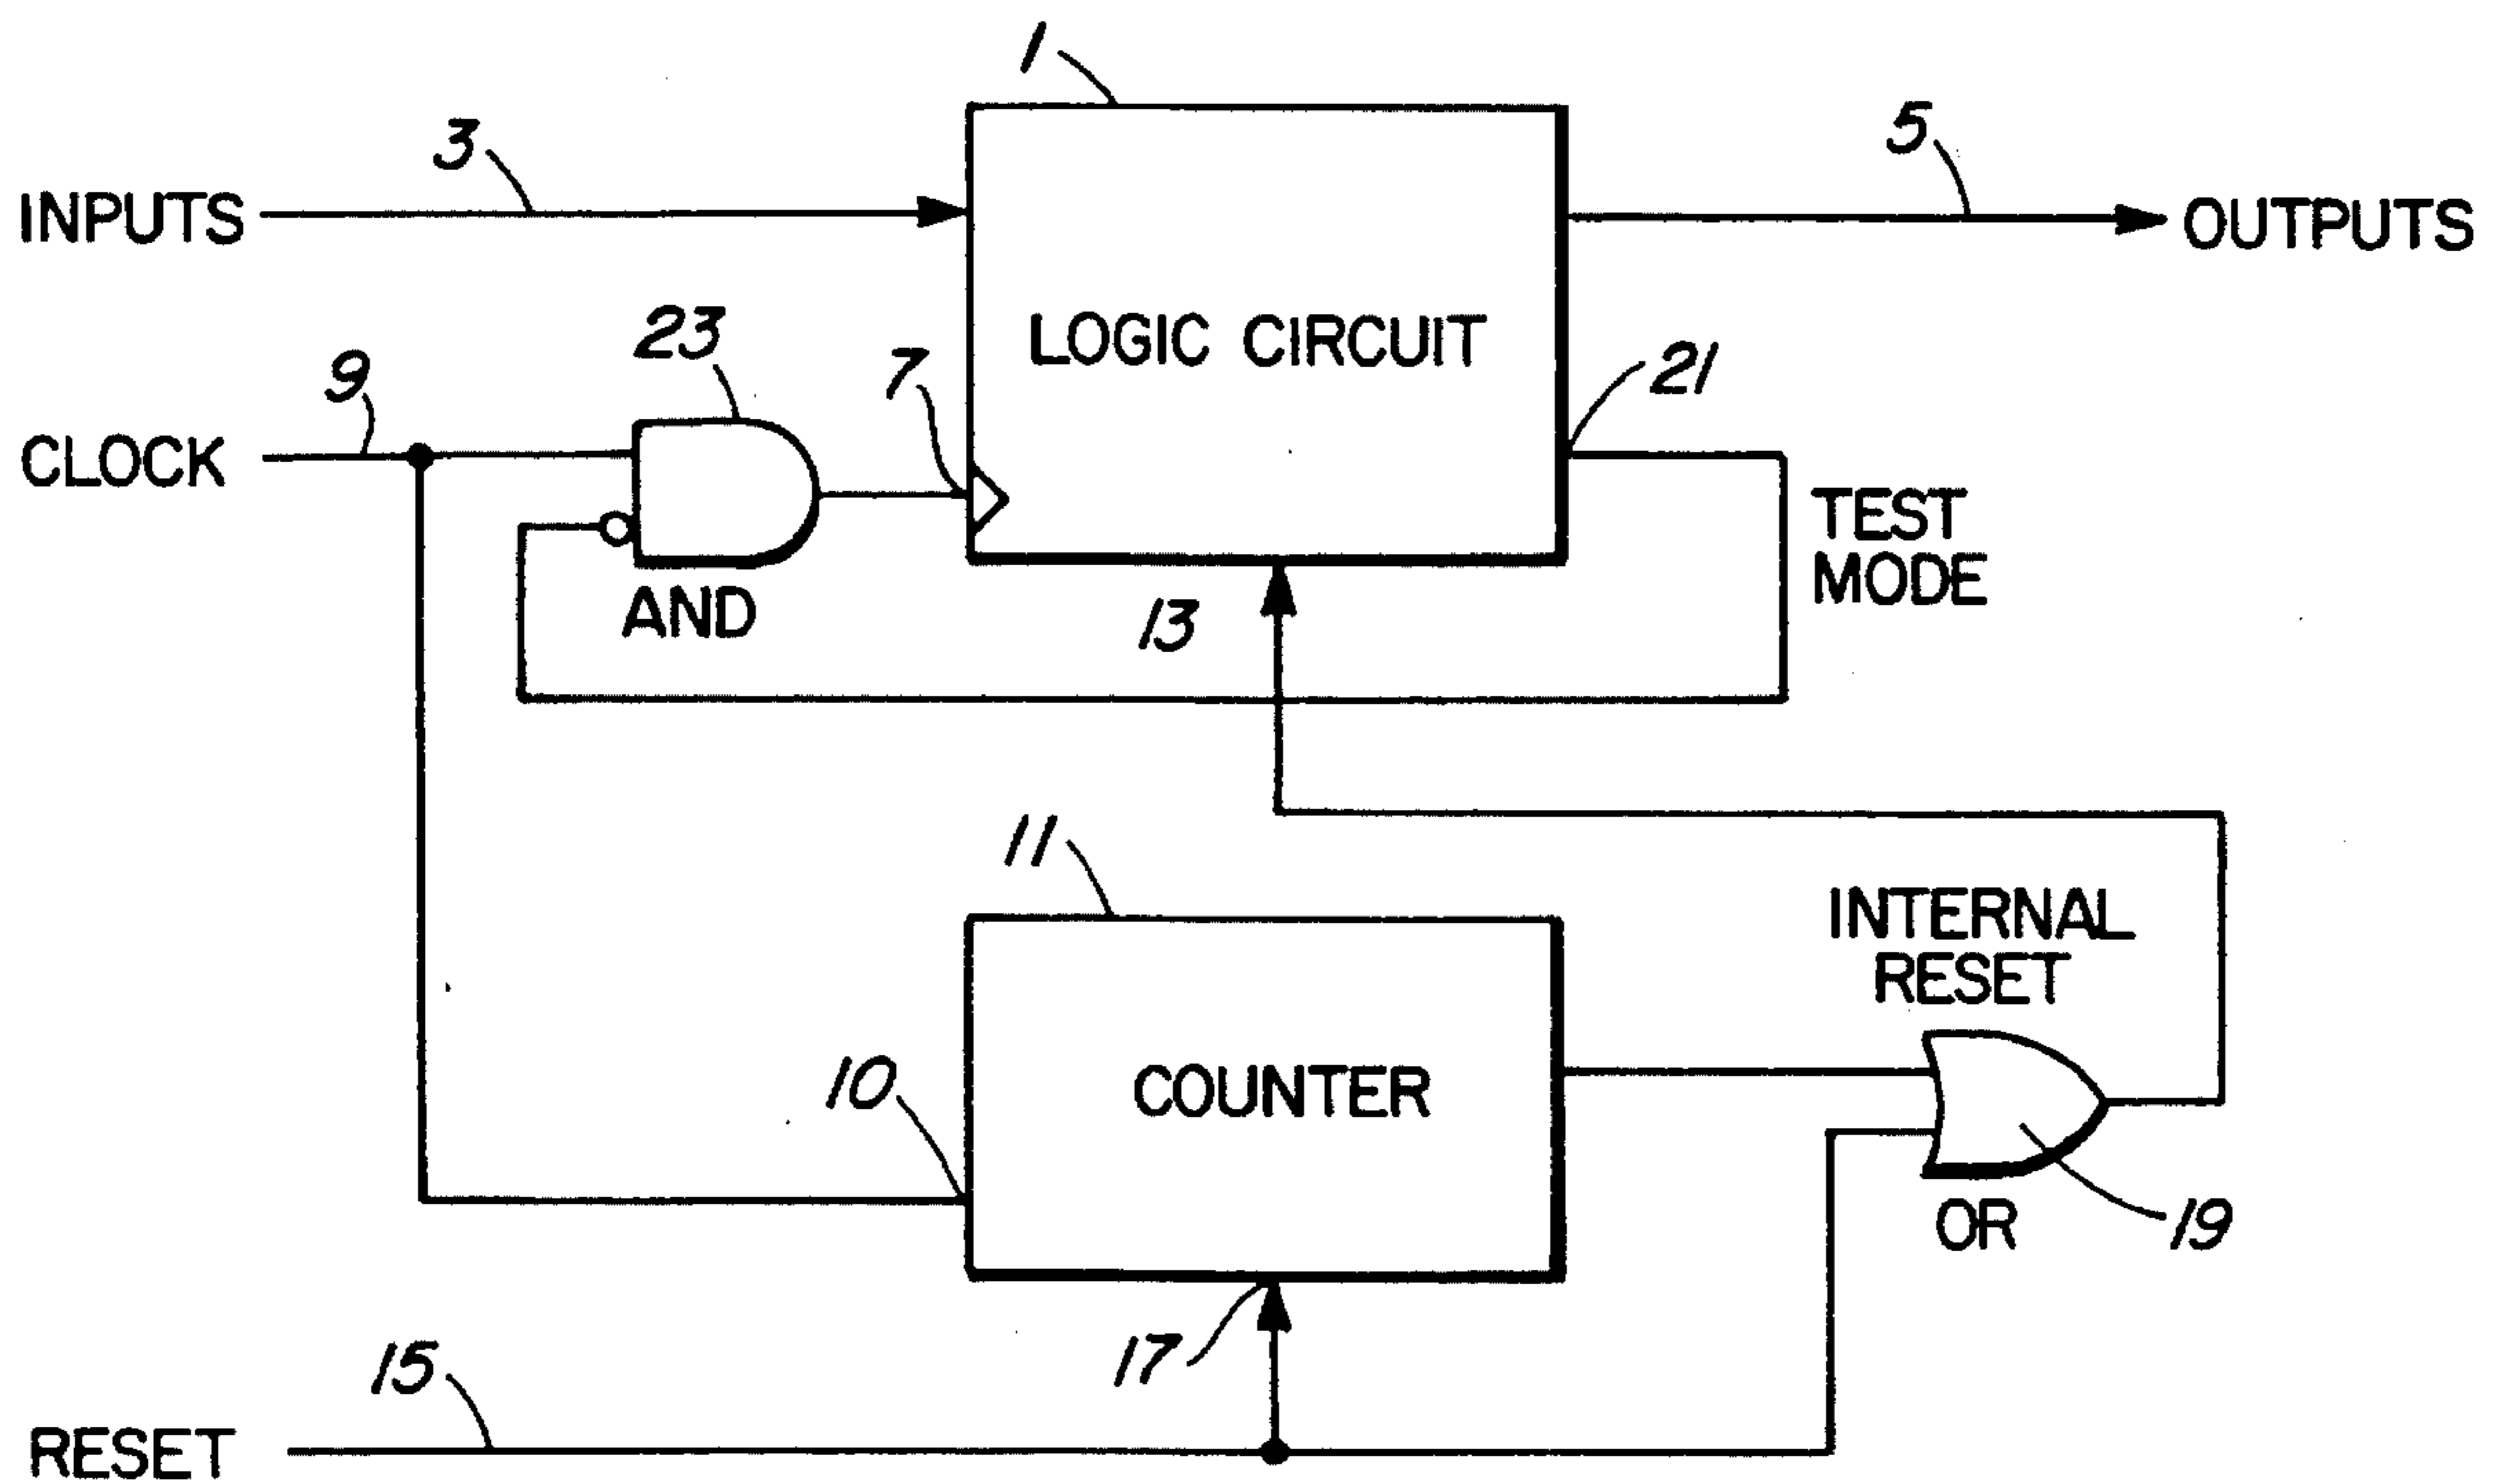 1
3
5
INPUTS
OUTPUTS
LOGIC CIRCUIT
23
7
21
9
CLOCK
TEST
MODE
AND
13
11
INTERNAL
RESET
10
COUNTER
OR
19
17
15
RESET